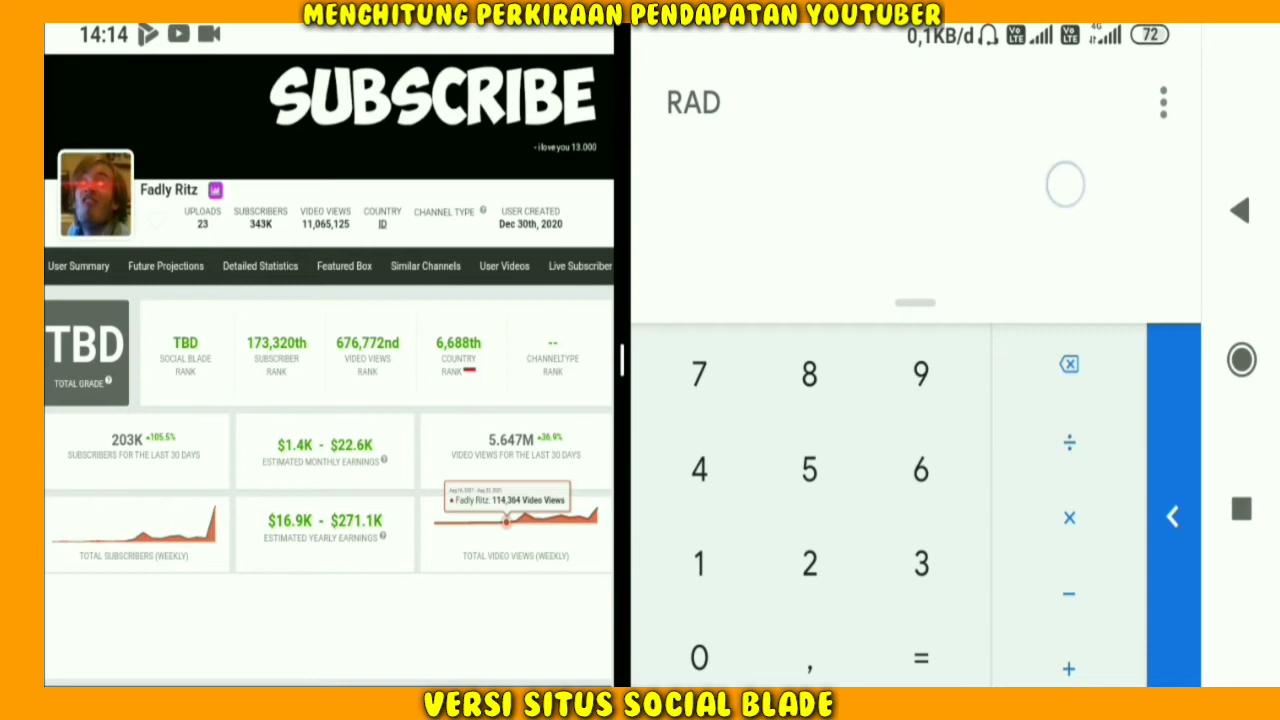 MENGHITUNG PERKIRAAN PENDAPATAN YOUTUBER
14:14
0,1KB/d
Vo LTE
Vo LTE
4G
72
SUBSCRIBE
- i love you 13.000
Fadly Ritz
UPLOADS
23
SUBSCRIBERS
343K
VIDEO VIEWS
11,065,125
COUNTRY
ID
CHANNEL TYPE
USER CREATED
Dec 30th, 2020
User Summary Future Projections Detailed Statistics Featured Box Similar Channels User Videos Live Subscriber
TBD
TOTAL GRADE
TBD
SOCIAL BLADE
RANK
173,320th
SUBSCRIBER
RANK
676,772nd
VIDEO VIEWS
RANK
6,688th
COUNTRY
RANK
--
CHANNELTYPE
RANK
203K +105.5%
SUBSCRIBERS FOR THE LAST 30 DAYS
$1.4K - $22.6K
ESTIMATED MONTHLY EARNINGS
5.647M +36.9%
VIDEO VIEWS FOR THE LAST 30 DAYS
Fadly Ritz: 114,364 Video Views
TOTAL SUBSCRIBERS (WEEKLY)
$16.9K - $271.1K
ESTIMATED YEARLY EARNINGS
TOTAL VIDEO VIEWS (WEEKLY)
RAD
7 8 9
÷
4 5 6
×
1 2 3
−
0 , =
+
VERSI SITUS SOCIAL BLADE